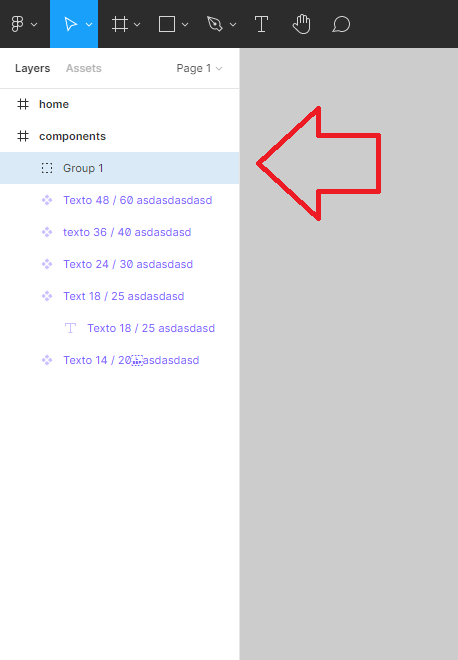 Layers Assets Page 1
home
components
Group 1
Texto 48 / 60 asdasdasdasd
texto 36 / 40 asdasdasd
Texto 24 / 30 asdasdasd
Text 18 / 25 asdasdasd
Texto 18 / 25 asdasdasd
Texto 14 / 20 asdasdasd